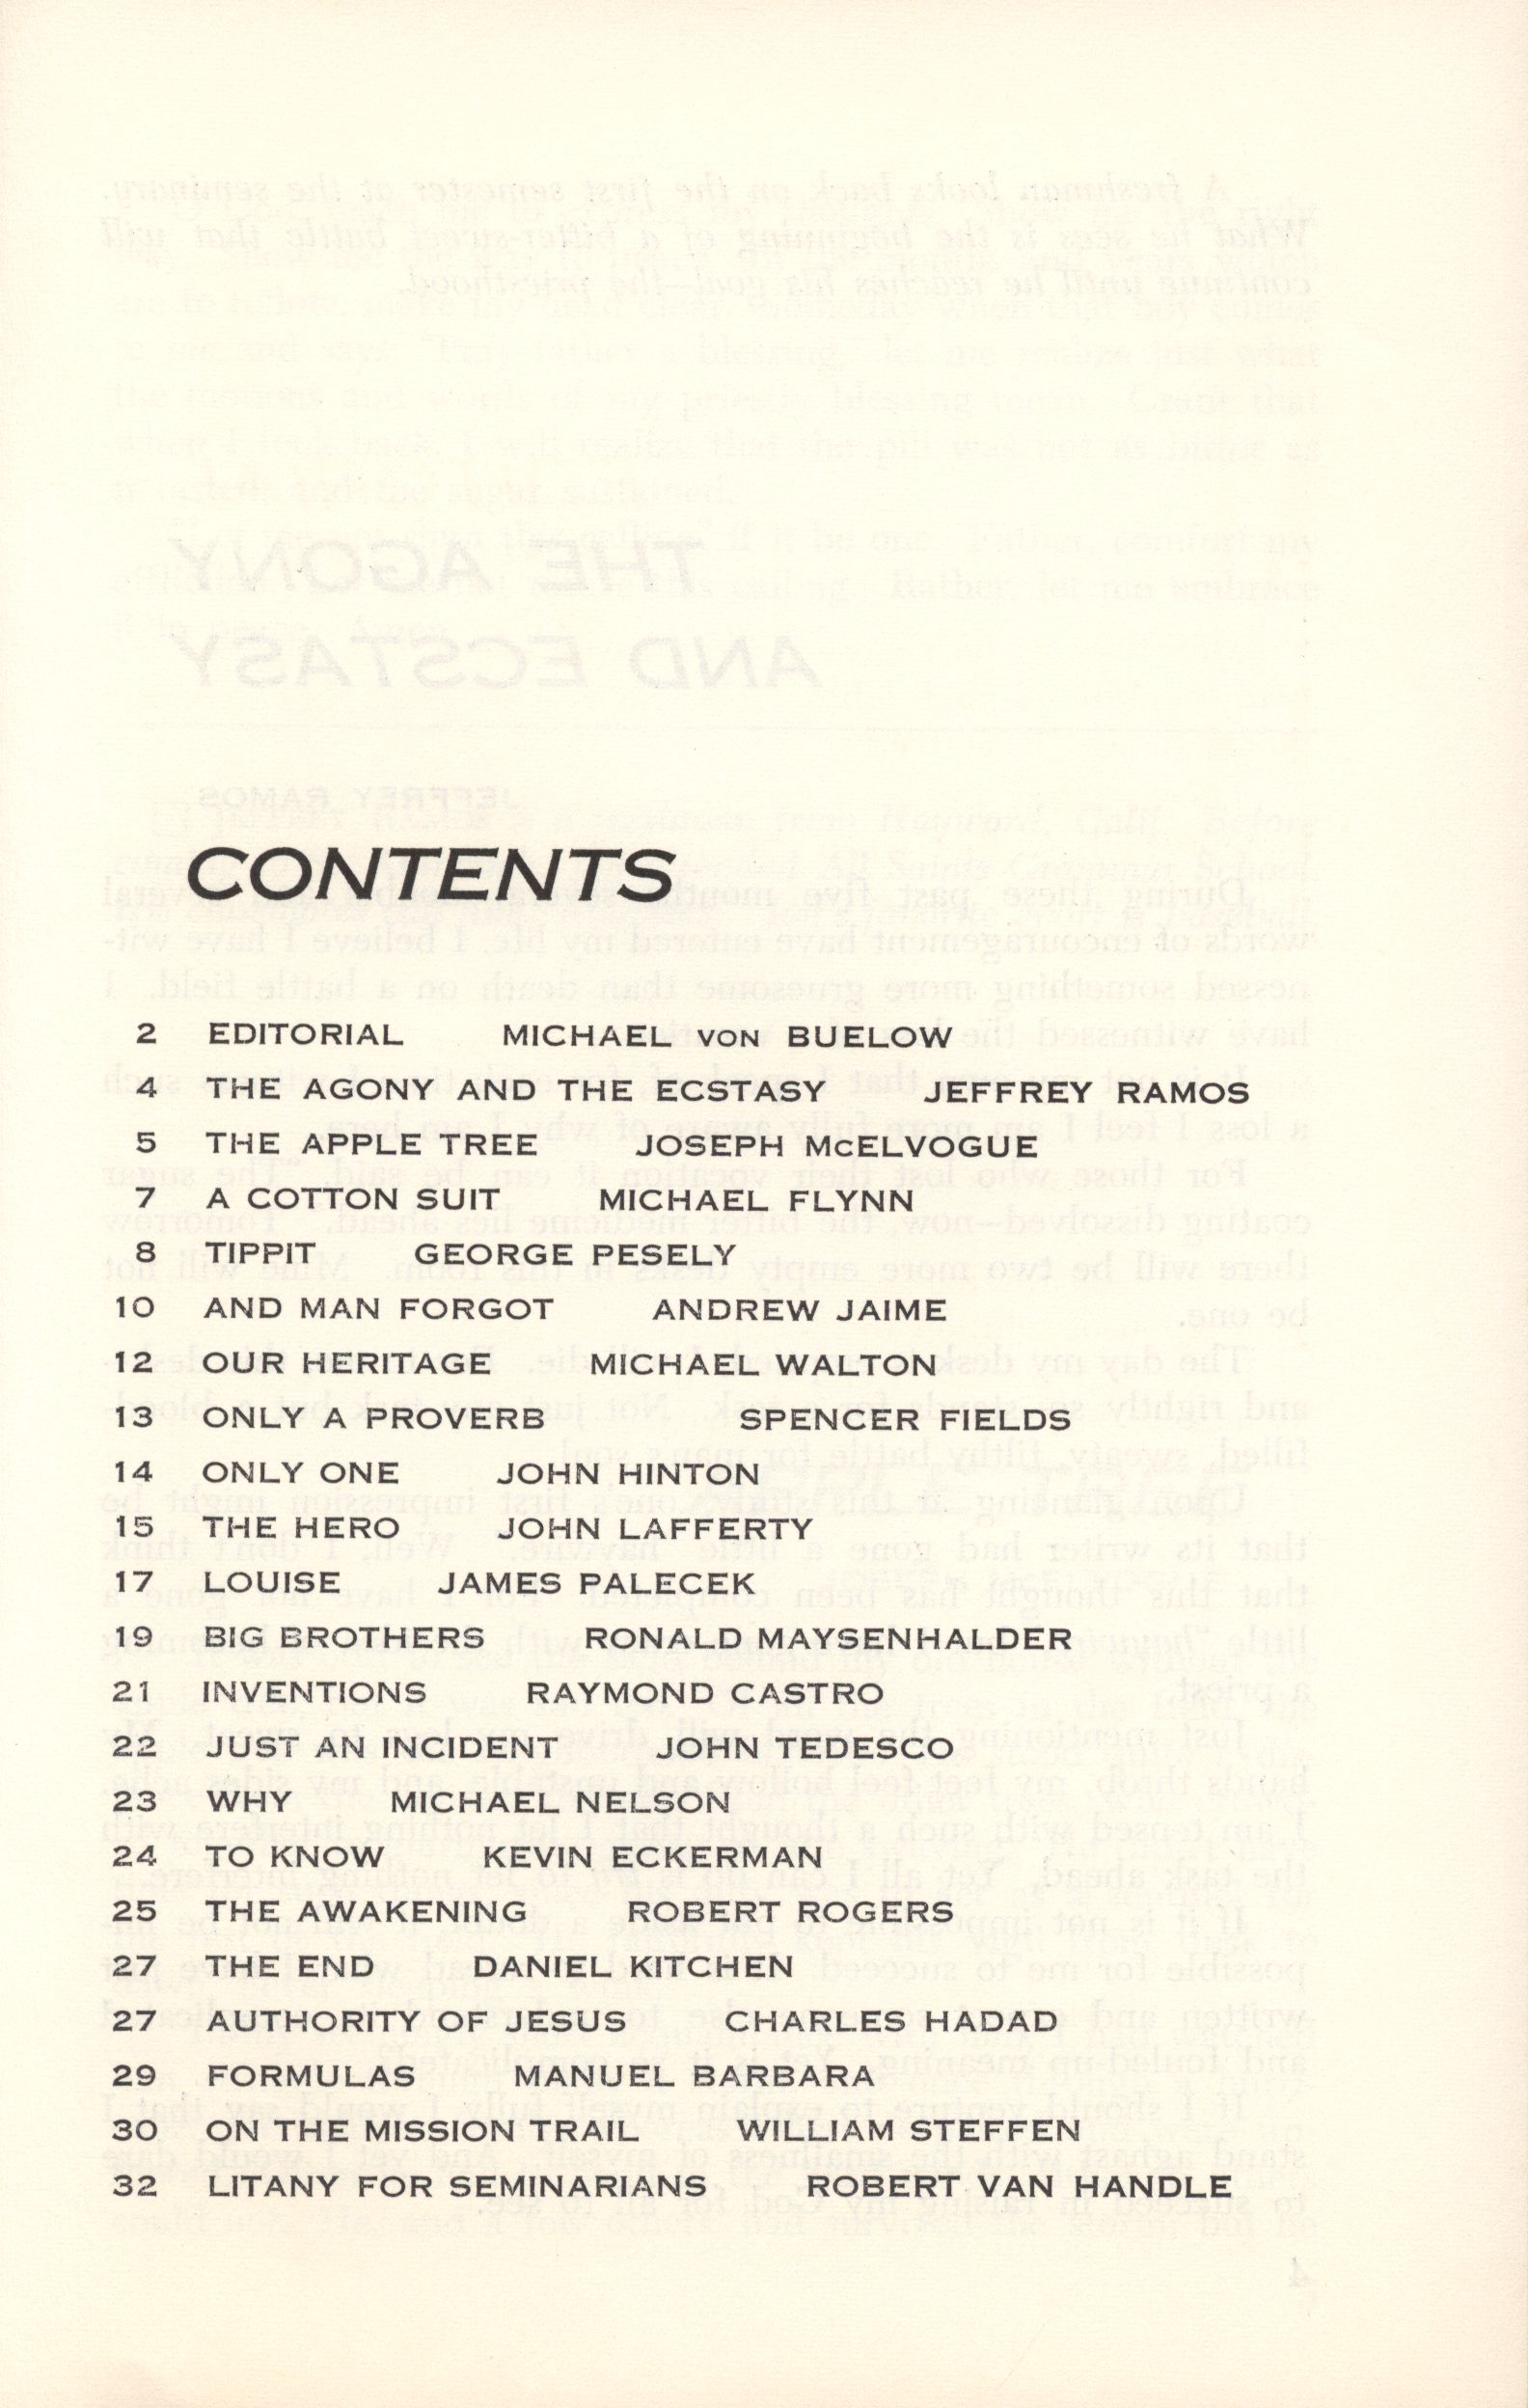 CONTENTS
2 EDITORIAL MICHAEL VON BUELOW
4 THE AGONY AND THE ECSTASY JEFFREY RAMOS
5 THE APPLE TREE JOSEPH McELVOGUE
7 A COTTON SUIT MICHAEL FLYNN
8 TIPPIT GEORGE PESELY
10 AND MAN FORGOT ANDREW JAIME
12 OUR HERITAGE MICHAEL WALTON
13 ONLY A PROVERB SPENCER FIELDS
14 ONLY ONE JOHN HINTON
15 THE HERO JOHN LAFFERTY
17 LOUISE JAMES PALECEK
19 BIG BROTHERS RONALD MAYSENHALDER
21 INVENTIONS RAYMOND CASTRO
22 JUST AN INCIDENT JOHN TEDESCO
23 WHY MICHAEL NELSON
24 TO KNOW KEVIN ECKERMAN
25 THE AWAKENING ROBERT ROGERS
27 THE END DANIEL KITCHEN
27 AUTHORITY OF JESUS CHARLES HADAD
29 FORMULAS MANUEL BARBARA
30 ON THE MISSION TRAIL WILLIAM STEFFEN
32 LITANY FOR SEMINARIANS ROBERT VAN HANDLE